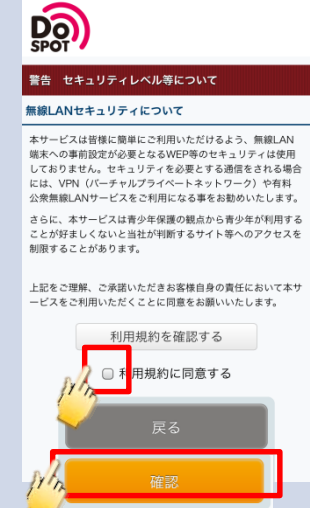 Do
SPOT
警告 セキュリティレベル等について
無線LANセキュリティについて
本サービスは皆様に簡単にご利用いただけるよう、無線LAN
端末への事前設定が必要となるWEP等のセキュリティは使用
しておりません。セキュリティを必要とする通信をされる場合
には、VPN（バーチャルプライベートネットワーク）や有料
公衆無線LANサービスをご利用になる事をお勧めいたします。
さらに、本サービスは青少年保護の観点から青少年が利用する
ことが好ましくないと当社が判断するサイト等へのアクセスを
制限することがあります。
上記をご理解、ご承諾いただきお客様自身の責任において本サ
ービスをご利用いただくことに同意をお願いいたします。
利用規約を確認する
利用規約に同意する
戻る
確認